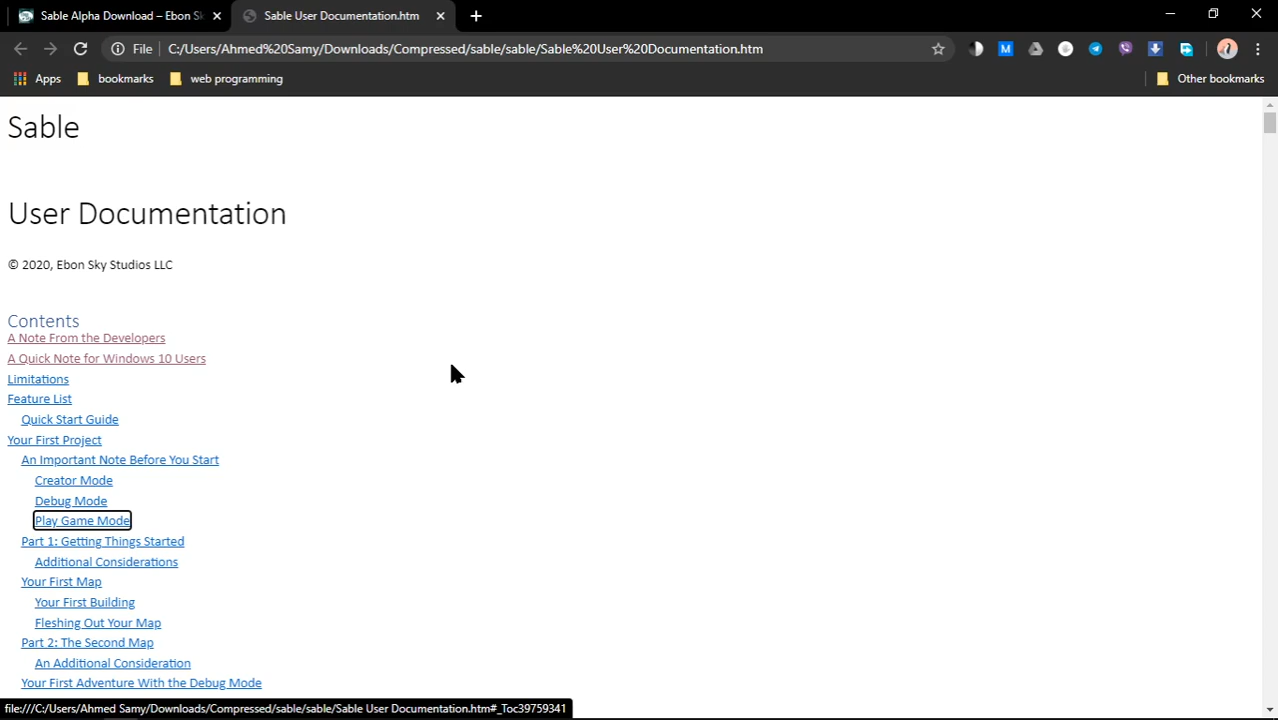 Sable Alpha Download – Ebon Sk
Sable User Documentation.htm
File
C:/Users/Ahmed%20Samy/Downloads/Compressed/sable/sable/Sable%20User%20Documentation.htm
M
Apps
bookmarks
web programming
Other bookmarks
Sable
User Documentation
© 2020, Ebon Sky Studios LLC
Contents
A Note From the Developers
A Quick Note for Windows 10 Users
Limitations
Feature List
Quick Start Guide
Your First Project
An Important Note Before You Start
Creator Mode
Debug Mode
Play Game Mode
Part 1: Getting Things Started
Additional Considerations
Your First Map
Your First Building
Fleshing Out Your Map
Part 2: The Second Map
An Additional Consideration
Your First Adventure With the Debug Mode
file:///C:/Users/Ahmed Samy/Downloads/Compressed/sable/sable/Sable User Documentation.htm#_Toc39759341